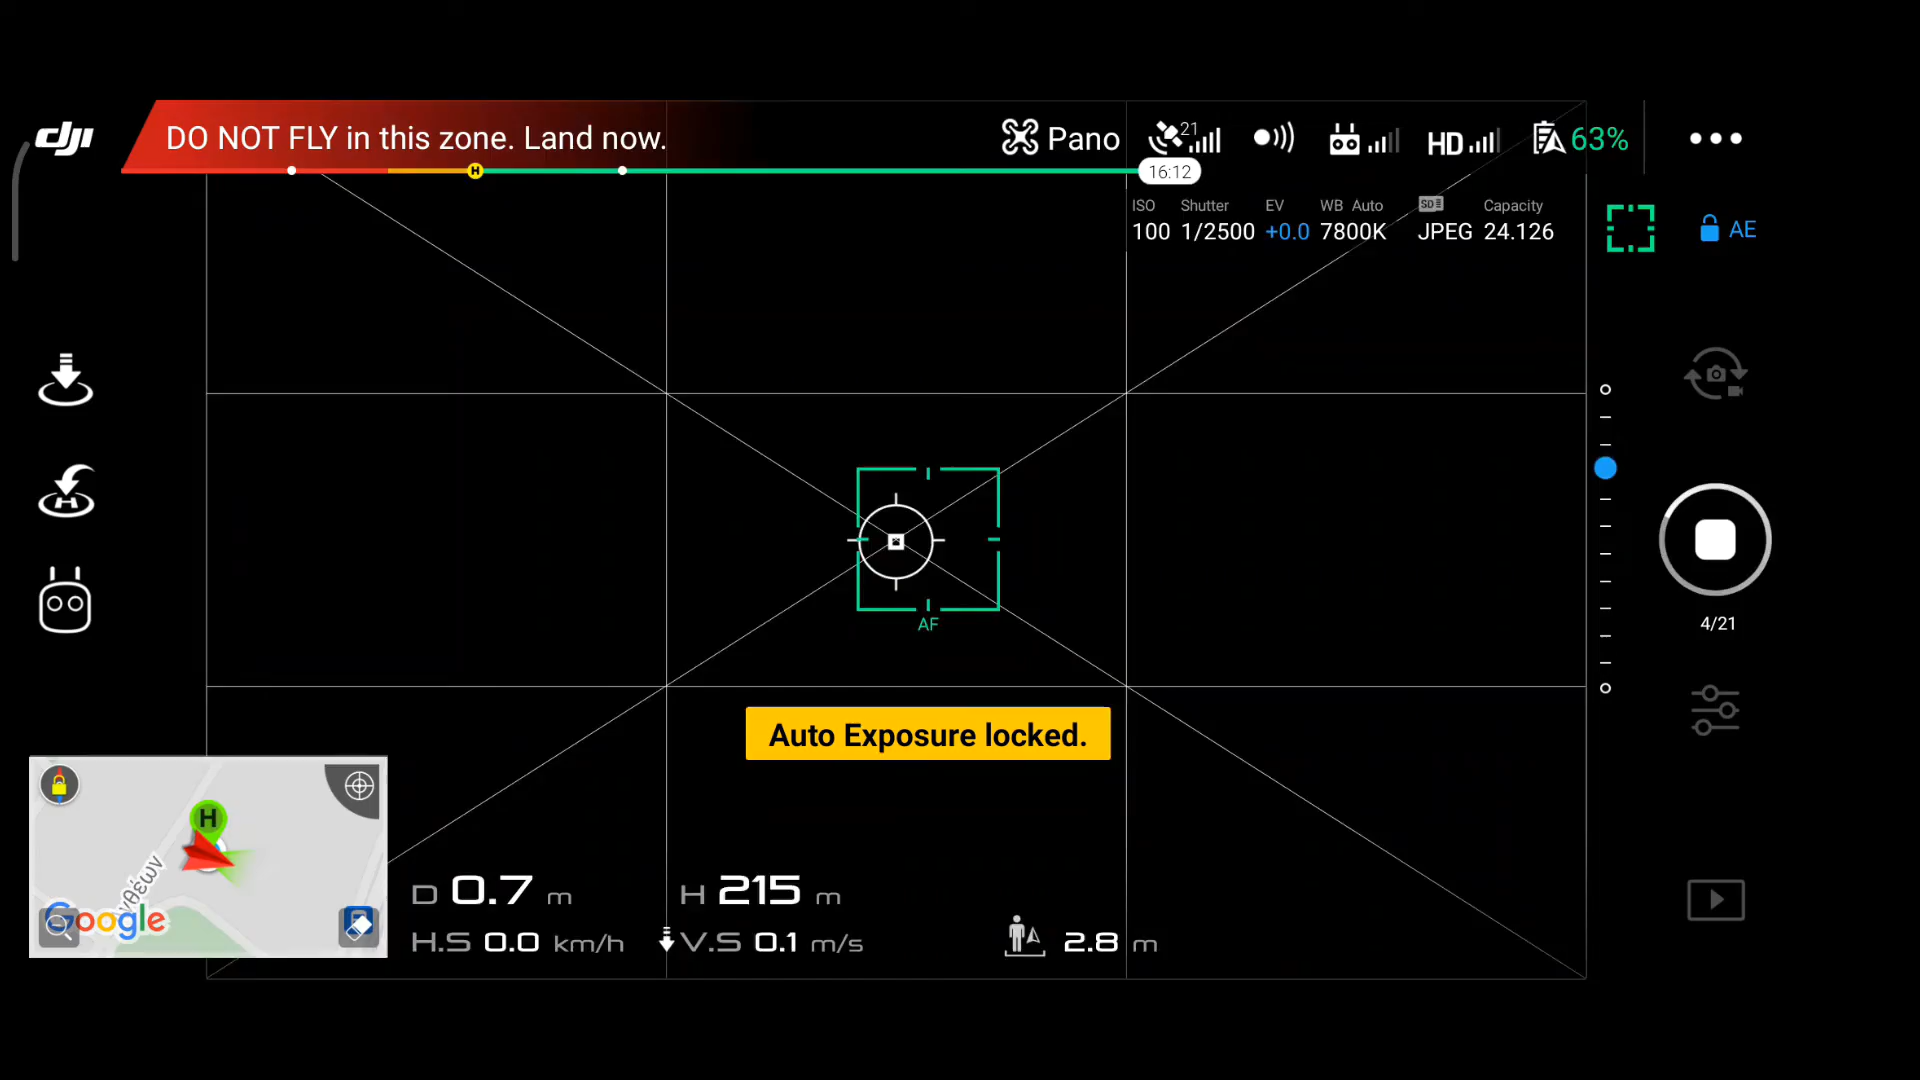 dji
DO NOT FLY in this zone. Land now.
Pano
21
HD
63%
H
16:12
ISO Shutter EV WB Auto SD Capacity
100 1/2500 +0.0 7800K JPEG 24.126
AE
H
AF
4/21
Auto Exposure locked.
H
νθέων
Google
D 0.7 m H 215 m
H.S 0.0 km/h V.S 0.1 m/s 2.8 m